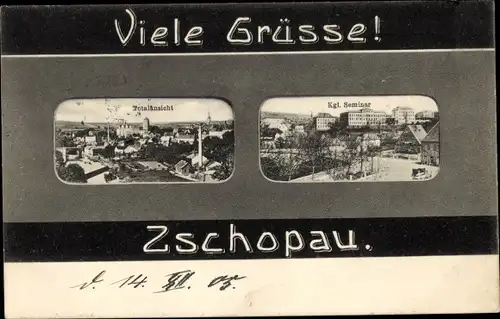 Viele Grüsse!
Totalansicht
Kgl. Seminar
Zschopau.
d. 14. XII. 05.